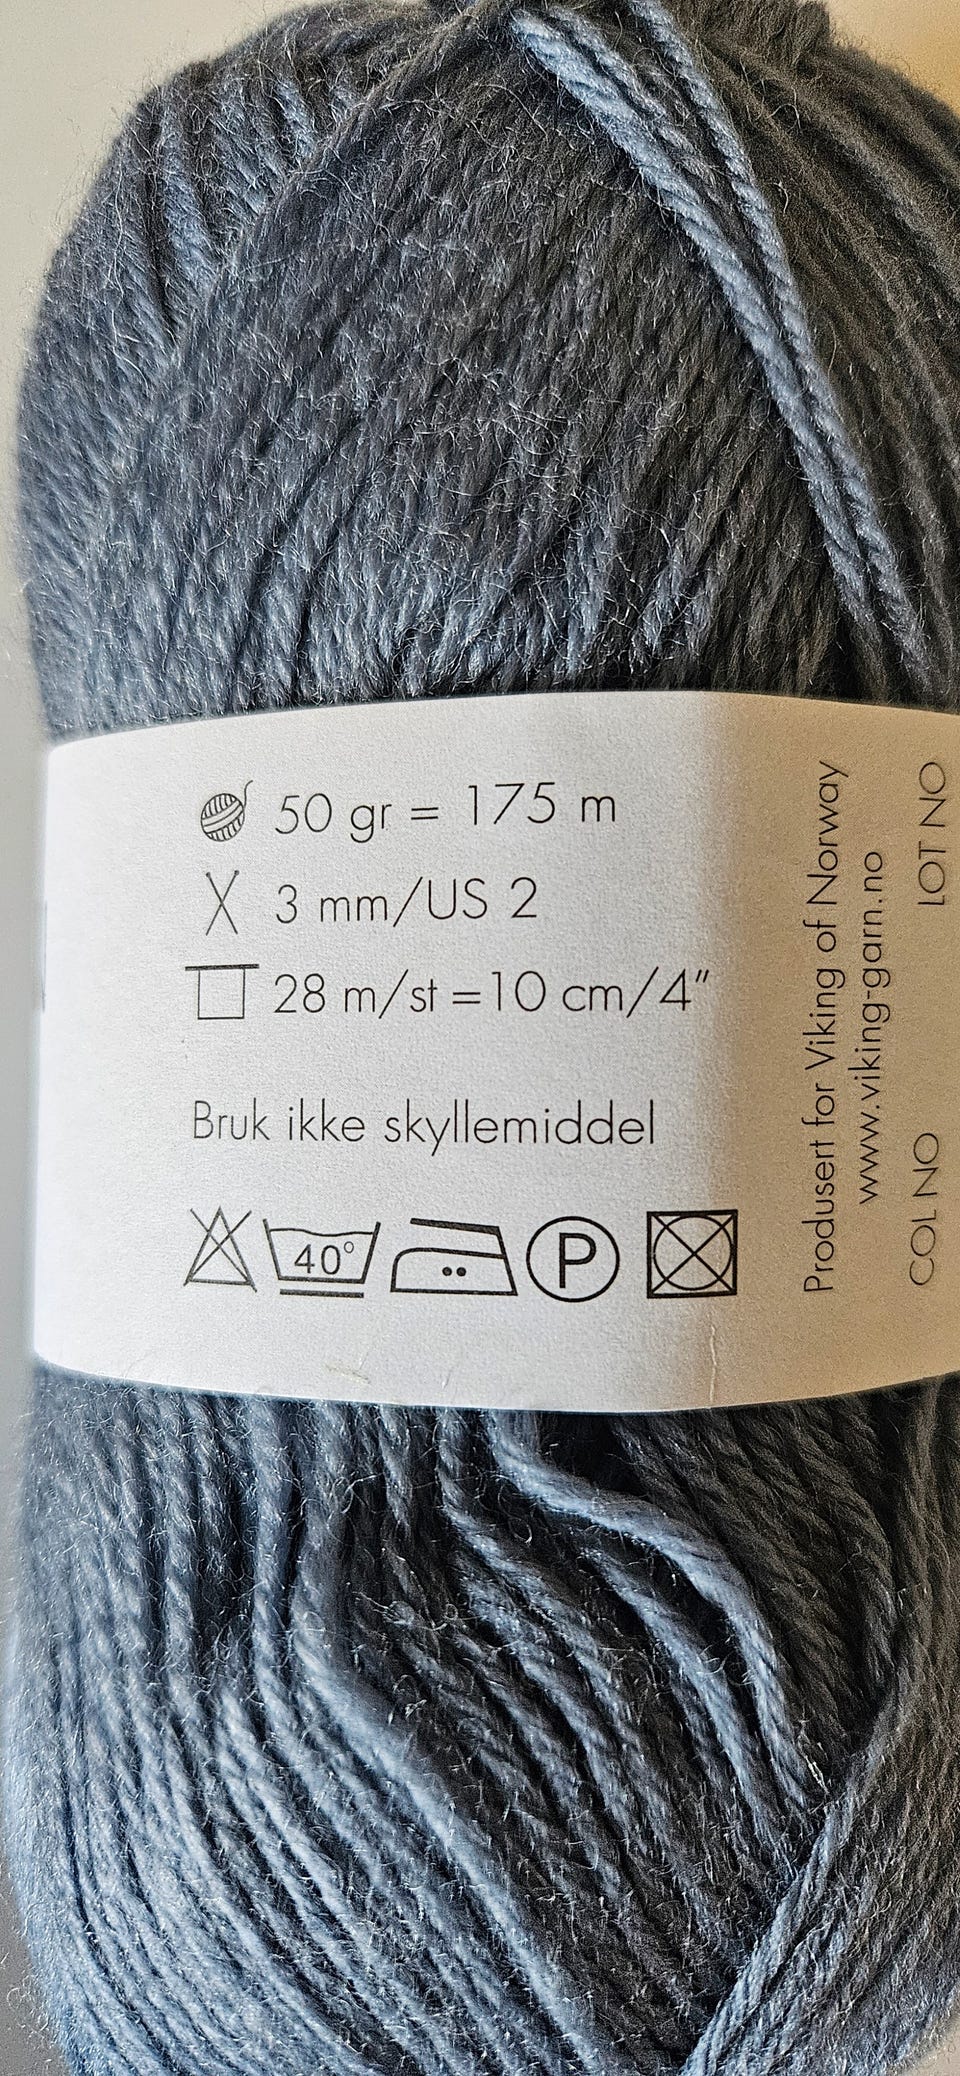 50 gr = 175 m
3 mm/US 2
28 m/st =10 cm/4"
Bruk ikke skyllemiddel
40°
P
Produsert for Viking of Norway
www.viking-garn.no
COL NO LOT NO